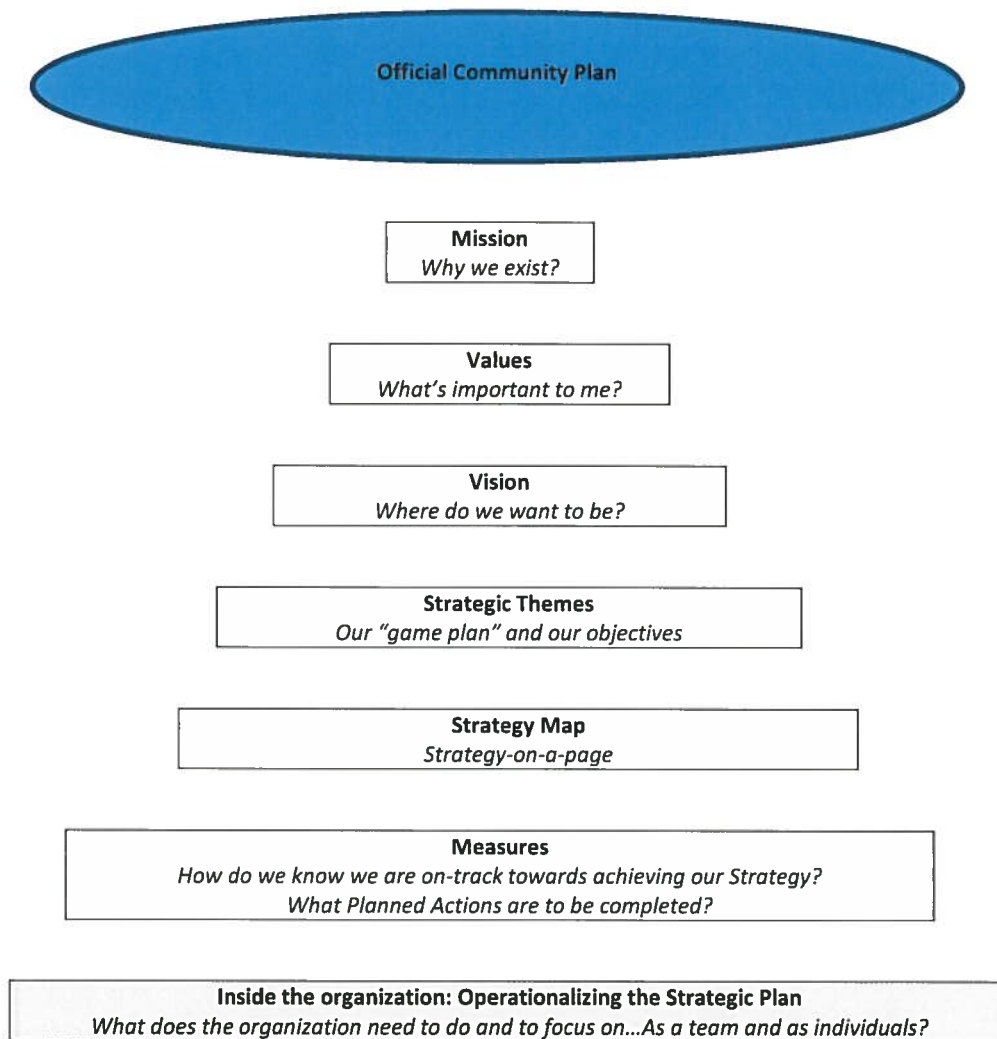 Official Community Plan
Mission
Why we exist?
Values
What's important to me?
Vision
Where do we want to be?
Strategic Themes
Our "game plan" and our objectives
Strategy Map
Strategy-on-a-page
Measures
How do we know we are on-track towards achieving our Strategy?
What Planned Actions are to be completed?
Inside the organization: Operationalizing the Strategic Plan
What does the organization need to do and to focus on...As a team and as individuals?